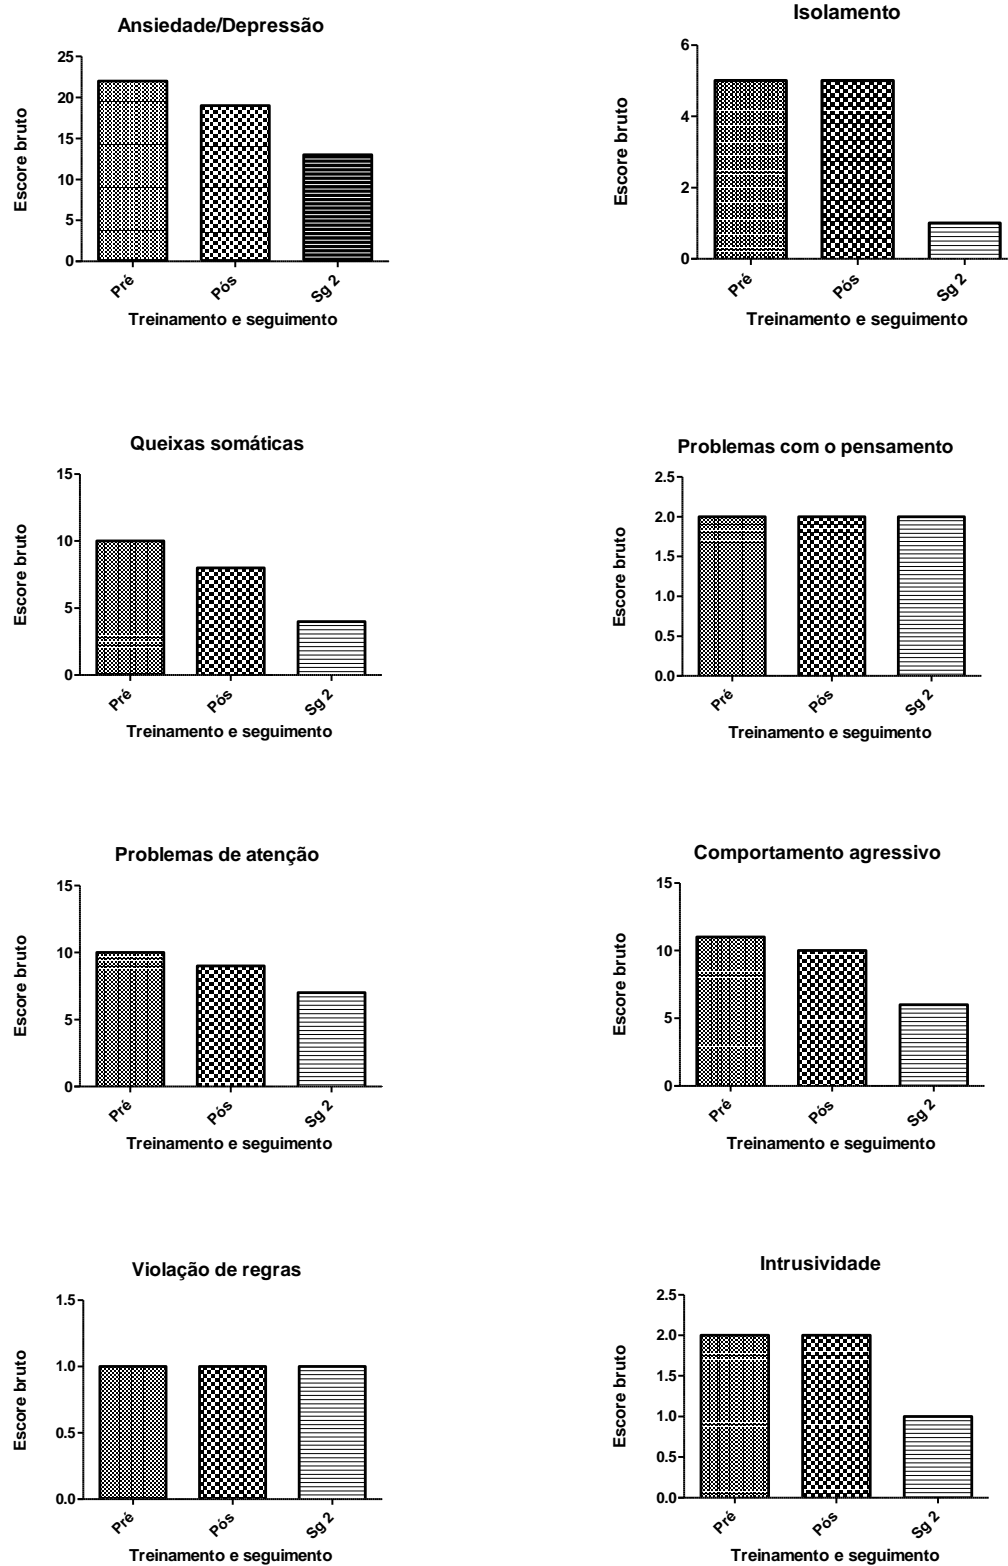 Ansiedade/Depressão
25
20
15
10
5
0
Escore bruto
Pré
Pós
Sg 2
Treinamento e seguimento
Isolamento
6
4
2
0
Escore bruto
Pré
Pós
Sg 2
Treinamento e seguimento
Queixas somáticas
15
10
5
0
Escore bruto
Pré
Pós
Sg 2
Treinamento e seguimento
Problemas com o pensamento
2.5
2.0
1.5
1.0
0.5
0.0
Escore bruto
Pré
Pós
Sg 2
Treinamento e seguimento
Problemas de atenção
15
10
5
0
Escore bruto
Pré
Pós
Sg 2
Treinamento e seguimento
Comportamento agressivo
15
10
5
0
Escore bruto
Pré
Pós
Sg 2
Treinamento e seguimento
Violação de regras
1.5
1.0
0.5
0.0
Escore bruto
Pré
Pós
Sg 2
Treinamento e seguimento
Intrusividade
2.5
2.0
1.5
1.0
0.5
0.0
Escore bruto
Pré
Pós
Sg 2
Treinamento e seguimento